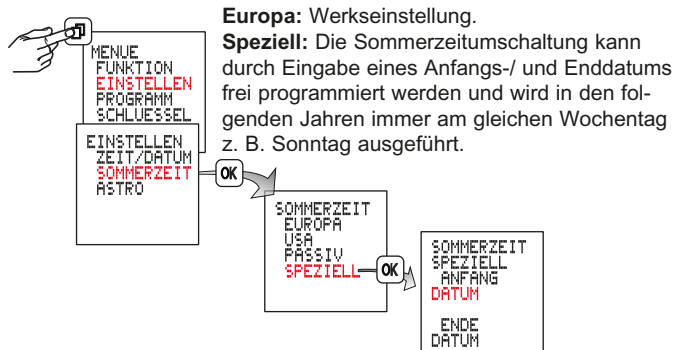 Europa: Werkseinstellung.
Speziell: Die Sommerzeitumschaltung kann
durch Eingabe eines Anfangs-/ und Enddatums
frei programmiert werden und wird in den fol-
genden Jahren immer am gleichen Wochentag
z. B. Sonntag ausgeführt.
MENUE
FUNKTION
EINSTELLEN
PROGRAMM
SCHLUESSEL
EINSTELLEN
ZEIT/DATUM
SOMMERZEIT
ASTRO
OK
SOMMERZEIT
EUROPA
USA
PASSIV
SPEZIELL
OK
SOMMERZEIT
SPEZIELL
ANFANG
DATUM
ENDE
DATUM